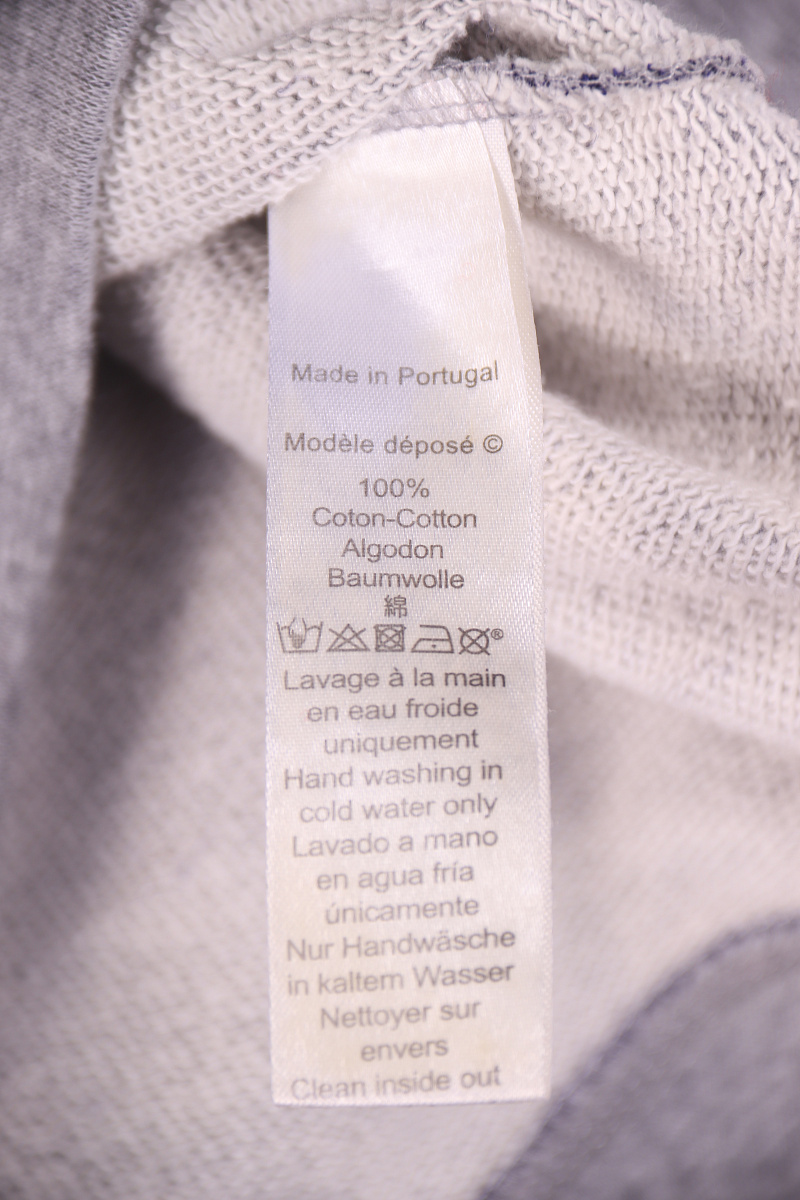 Made in Portugal
Modèle déposé ©
100%
Coton-Cotton
Algodon
Baumwolle
綿
®
Lavage à la main
en eau froide
uniquement
Hand washing in
cold water only
Lavado a mano
en agua fría
únicamente
Nur Handwäsche
in kaltem Wasser
Nettoyer sur
envers
Clean inside out